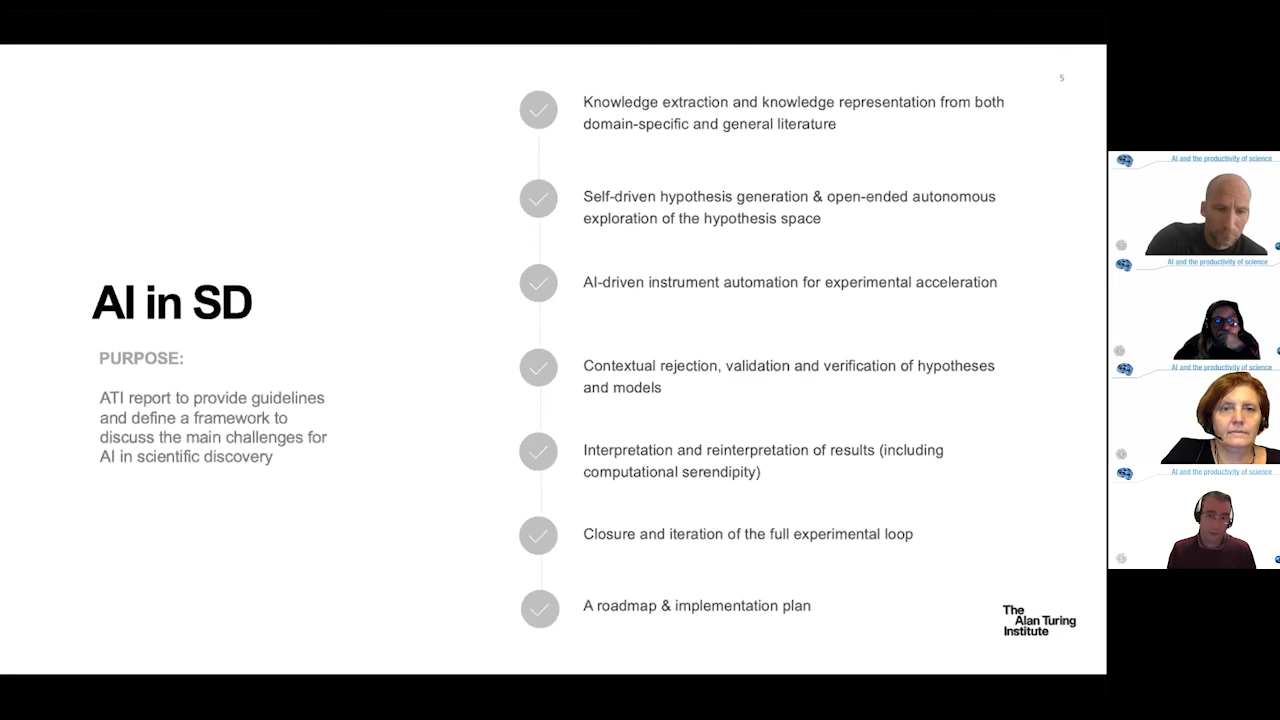 5
Knowledge extraction and knowledge representation from both
domain-specific and general literature
Self-driven hypothesis generation & open-ended autonomous
exploration of the hypothesis space
AI-driven instrument automation for experimental acceleration
Contextual rejection, validation and verification of hypotheses
and models
Interpretation and reinterpretation of results (including
computational serendipity)
Closure and iteration of the full experimental loop
A roadmap & implementation plan
AI in SD
PURPOSE:
ATI report to provide guidelines
and define a framework to
discuss the main challenges for
AI in scientific discovery
The
Alan Turing
Institute
AI and the productivity of science
AI and the productivity of science
AI and the productivity of science
AI and the productivity of science